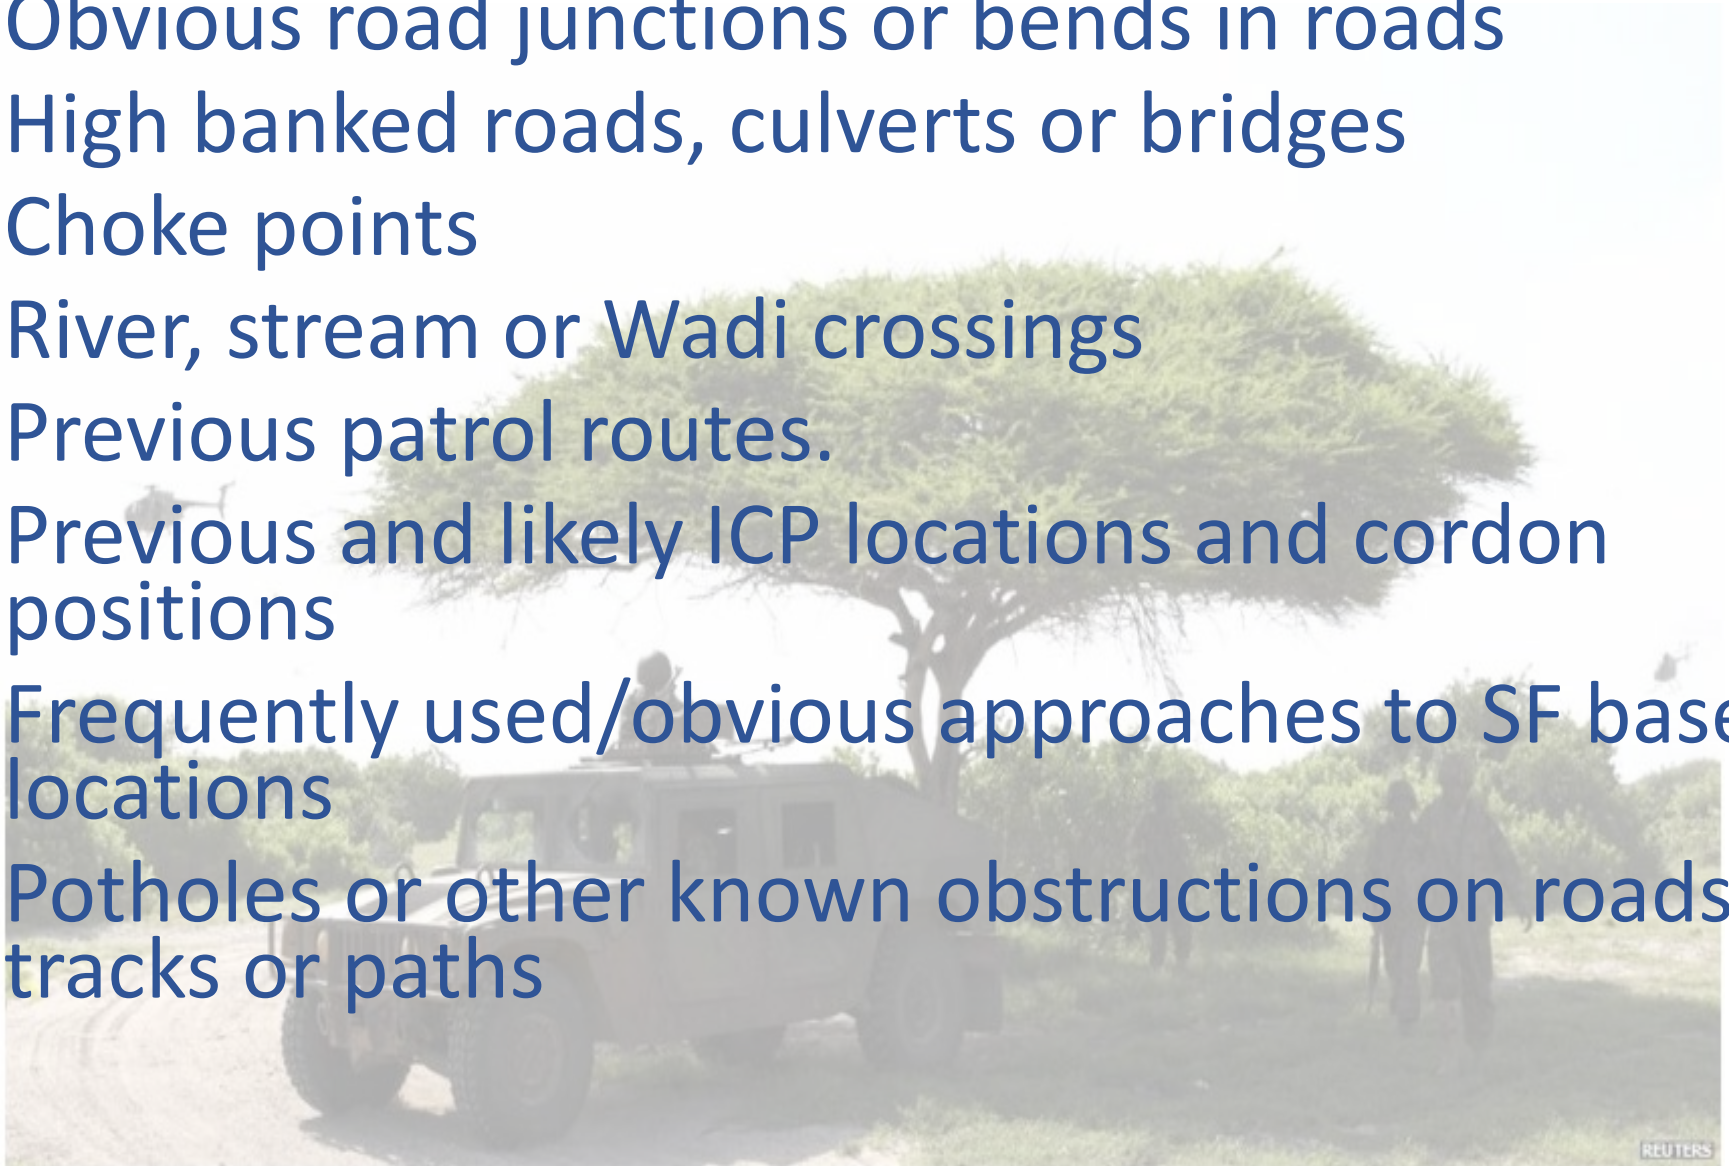 Obvious road junctions or bends in roads
High banked roads, culverts or bridges
Choke points
River, stream or Wadi crossings
Previous patrol routes.
Previous and likely ICP locations and cordon
positions
Frequently used/obvious approaches to SF base
locations
Potholes or other known obstructions on roads
tracks or paths
REUTERS